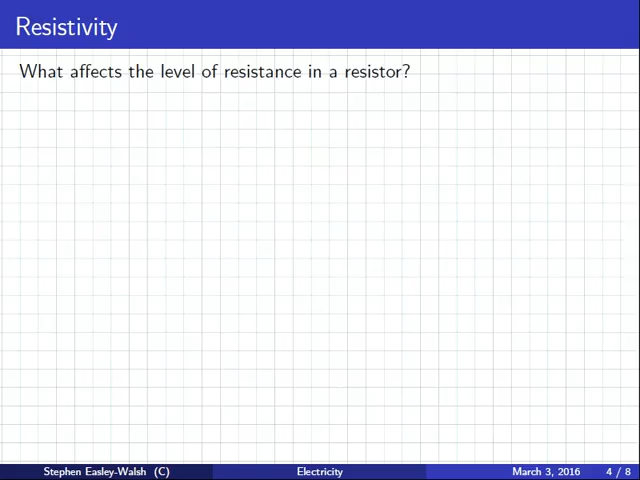 Resistivity
What affects the level of resistance in a resistor?
Stephen Easley-Walsh (C) Electricity March 3, 2016 4 / 8